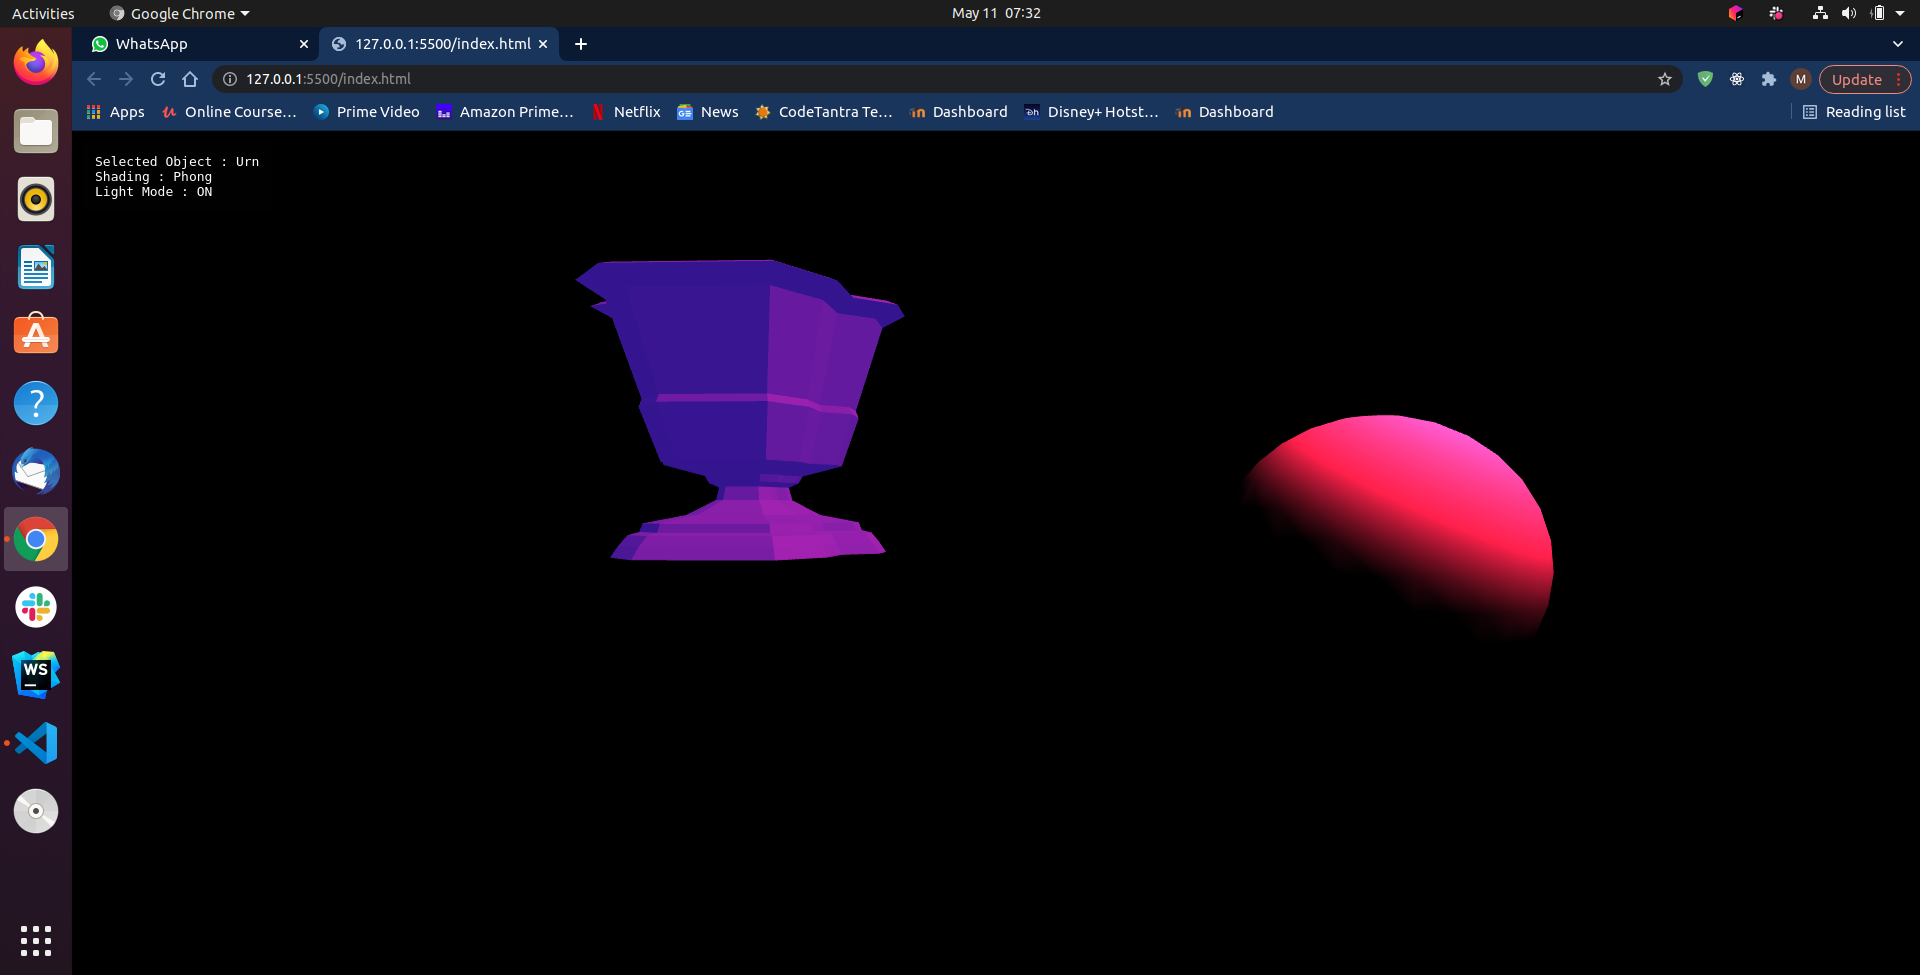 Activities
Google Chrome
May 11 07:32
WhatsApp
127.0.0.1:5500/index.html
127.0.0.1:5500/index.html
M
Update
Apps
Online Course...
Prime Video
Amazon Prime...
Netflix
News
CodeTantra Te...
Dashboard
Disney+ Hotst...
Dashboard
Reading list
Selected Object : Urn
Shading : Phong
Light Mode : ON
A
?
WS